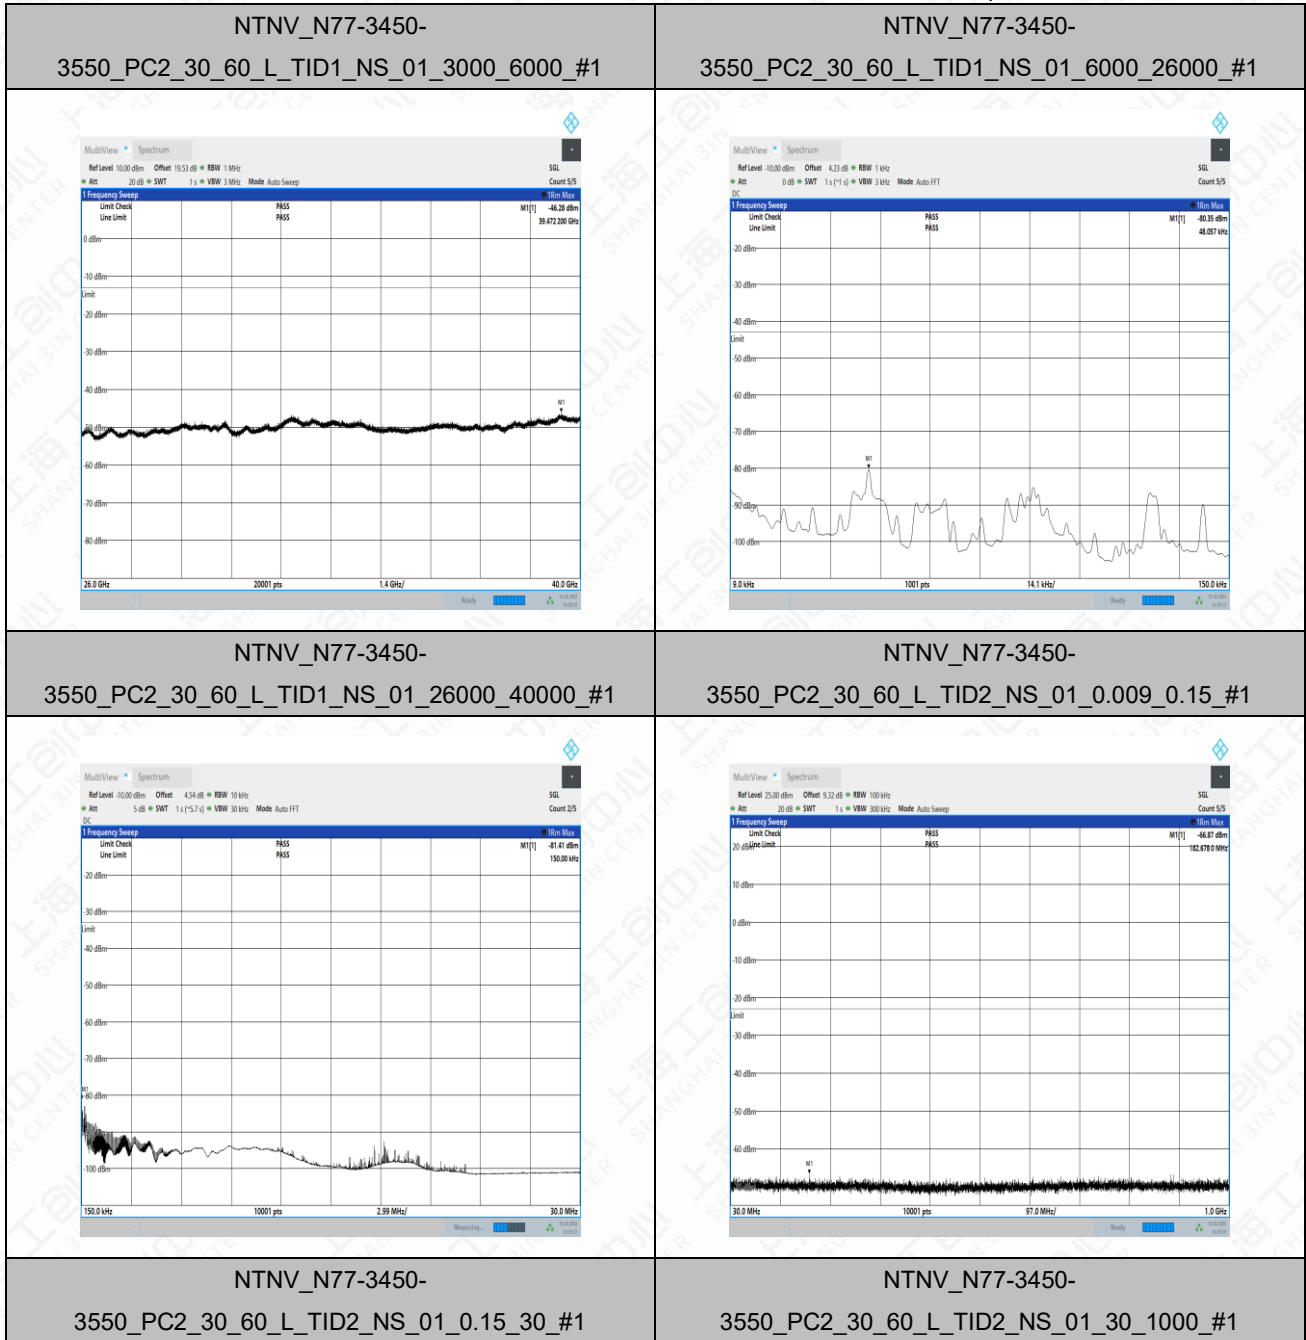 NTNV_N77-3450-
3550_PC2_30_60_L_TID1_NS_01_3000_6000_#1
NTNV_N77-3450-
3550_PC2_30_60_L_TID1_NS_01_6000_26000_#1
MultiView Spectrum
Ref Level 10.00 dBm Offset 19.53 dB RBW 1 MHz SGL
Att 20 dB SWT 1 s VBW 3 MHz Mode Auto Sweep Count 5/5
1 Frequency Sweep 1Rm Max
Limit Check PASS M1[1] -46.28 dBm
Line Limit PASS 39.472 200 GHz
0 dBm
-10 dBm
Limit
-20 dBm
-30 dBm
-40 dBm
M1
-50 dBm
-60 dBm
-70 dBm
-80 dBm
26.0 GHz 20001 pts 1.4 GHz/ 40.0 GHz
Ready
MultiView Spectrum
Ref Level -10.00 dBm Offset 4.23 dB RBW 1 kHz SGL
Att 0 dB SWT 1 s (~1 s) VBW 3 kHz Mode Auto FFT Count 5/5
DC
1 Frequency Sweep 1Rm Max
Limit Check PASS M1[1] -80.35 dBm
Line Limit PASS 48.057 kHz
-20 dBm
-30 dBm
-40 dBm
Limit
-50 dBm
-60 dBm
-70 dBm
M1
-80 dBm
-90 dBm
-100 dBm
9.0 kHz 1001 pts 14.1 kHz/ 150.0 kHz
Ready
NTNV_N77-3450-
3550_PC2_30_60_L_TID1_NS_01_26000_40000_#1
NTNV_N77-3450-
3550_PC2_30_60_L_TID2_NS_01_0.009_0.15_#1
MultiView Spectrum
Ref Level -10.00 dBm Offset 4.54 dB RBW 10 kHz SGL
Att 5 dB SWT 1 s (~5.7 s) VBW 30 kHz Mode Auto FFT Count 2/5
DC
1 Frequency Sweep 1Rm Max
Limit Check PASS M1[1] -81.41 dBm
Line Limit PASS 150.00 kHz
-20 dBm
-30 dBm
Limit
-40 dBm
-50 dBm
-60 dBm
-70 dBm
M1
-80 dBm
-100 dBm
150.0 kHz 10001 pts 2.99 MHz/ 30.0 MHz
Measuring...
MultiView Spectrum
Ref Level 25.00 dBm Offset 9.32 dB RBW 100 kHz SGL
Att 20 dB SWT 1 s VBW 300 kHz Mode Auto Sweep Count 5/5
1 Frequency Sweep 1Rm Max
Limit Check PASS M1[1] -66.87 dBm
20 dBm Line Limit PASS 182.678 0 MHz
10 dBm
0 dBm
-10 dBm
-20 dBm
Limit
-30 dBm
-40 dBm
-50 dBm
-60 dBm
M1
30.0 MHz 10001 pts 97.0 MHz/ 1.0 GHz
Ready
NTNV_N77-3450-
3550_PC2_30_60_L_TID2_NS_01_0.15_30_#1
NTNV_N77-3450-
3550_PC2_30_60_L_TID2_NS_01_30_1000_#1